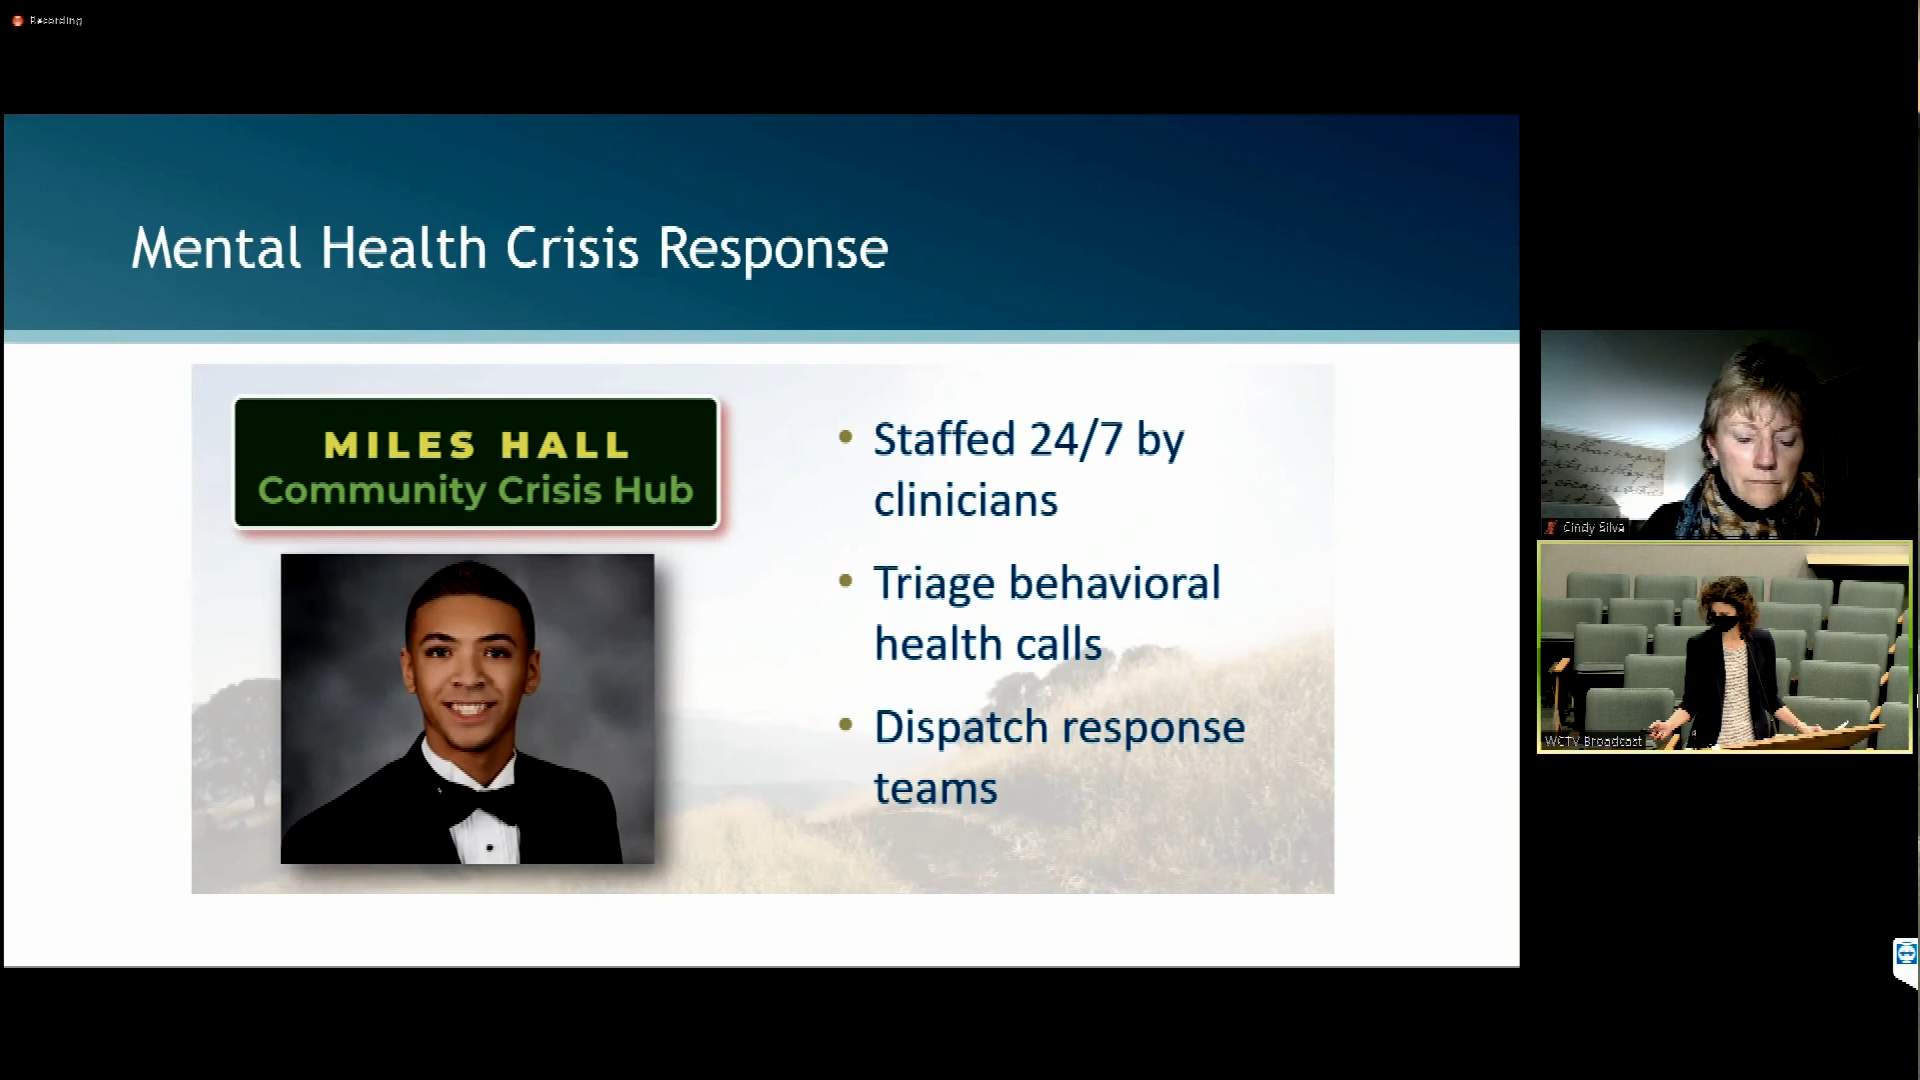 Recording
Mental Health Crisis Response
MILES HALL
Community Crisis Hub
• Staffed 24/7 by
clinicians
• Triage behavioral
health calls
• Dispatch response
teams
Cindy Silva
WCTV Broadcast